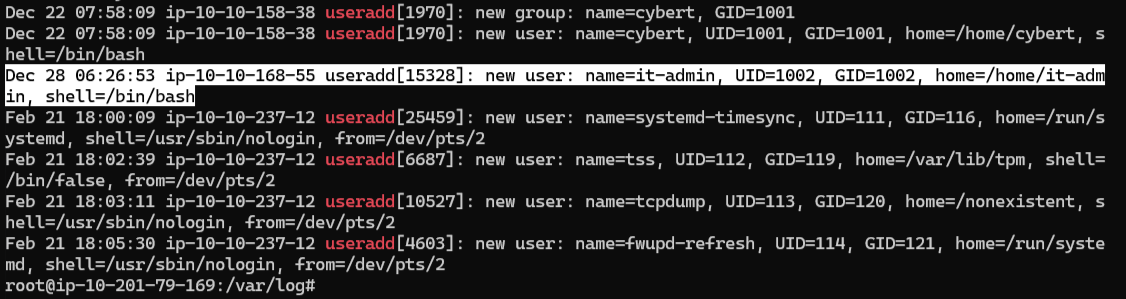 Dec 22 07:58:09 ip-10-10-158-38 useradd[1970]: new group: name=cybert, GID=1001
Dec 22 07:58:09 ip-10-10-158-38 useradd[1970]: new user: name=cybert, UID=1001, GID=1001, home=/home/cybert, s
hell=/bin/bash
Dec 28 06:26:53 ip-10-10-168-55 useradd[15328]: new user: name=it-admin, UID=1002, GID=1002, home=/home/it-adm
in, shell=/bin/bash
Feb 21 18:00:09 ip-10-10-237-12 useradd[25459]: new user: name=systemd-timesync, UID=111, GID=116, home=/run/s
ystemd, shell=/usr/sbin/nologin, from=/dev/pts/2
Feb 21 18:02:39 ip-10-10-237-12 useradd[6687]: new user: name=tss, UID=112, GID=119, home=/var/lib/tpm, shell=
/bin/false, from=/dev/pts/2
Feb 21 18:03:11 ip-10-10-237-12 useradd[10527]: new user: name=tcpdump, UID=113, GID=120, home=/nonexistent, s
hell=/usr/sbin/nologin, from=/dev/pts/2
Feb 21 18:05:30 ip-10-10-237-12 useradd[4603]: new user: name=fwupd-refresh, UID=114, GID=121, home=/run/syste
md, shell=/usr/sbin/nologin, from=/dev/pts/2
root@ip-10-201-79-169:/var/log#